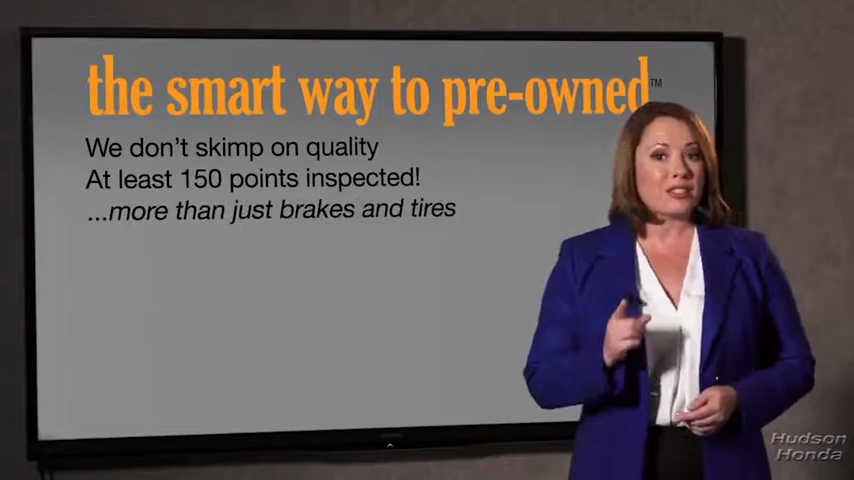 the smart way to pre-owned™
We don't skimp on quality
At least 150 points inspected!
...more than just brakes and tires
Hudson
Honda